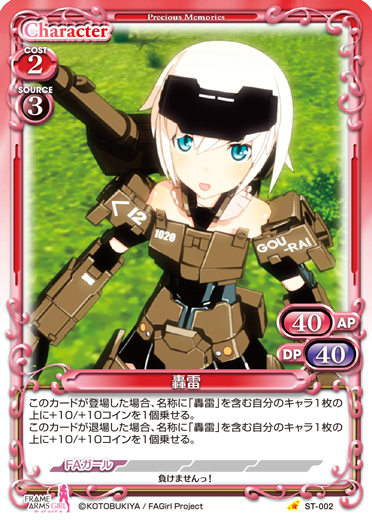 Precious Memories
Character
COST
2
SOURCE
3
く12
1020
GOU-RAI
40 AP
DP 40
轟雷
このカードが登場した場合、名称に「轟雷」を含む自分のキャラ1枚の
上に+10/+10コインを1個乗せる。
このカードが退場した場合、名称に「轟雷」を含む自分のキャラ1枚の
上に+10/+10コインを1個乗せる。
FAガール
負けませんっ！
FRAME
ARMS GIRL
©KOTOBUKIYA / FAGirl Project
ST-002